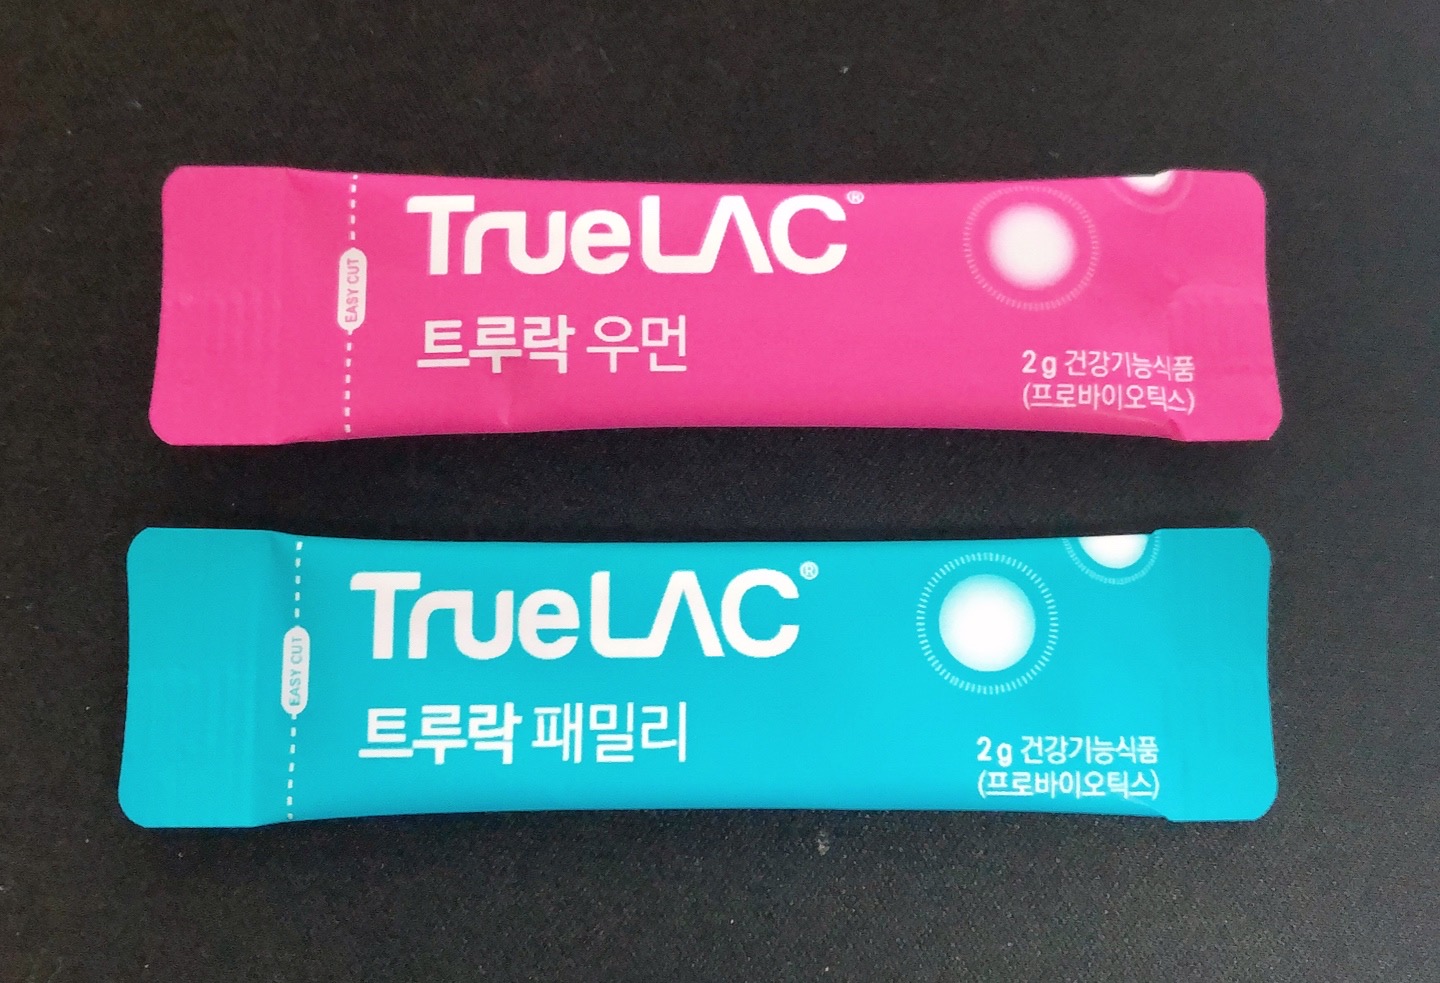 TrueLAC®
EASY CUT
트루락 우먼
2g 건강기능식품
(프로바이오틱스)
TrueLAC®
EASY CUT
트루락 패밀리
2g 건강기능식품
(프로바이오틱스)